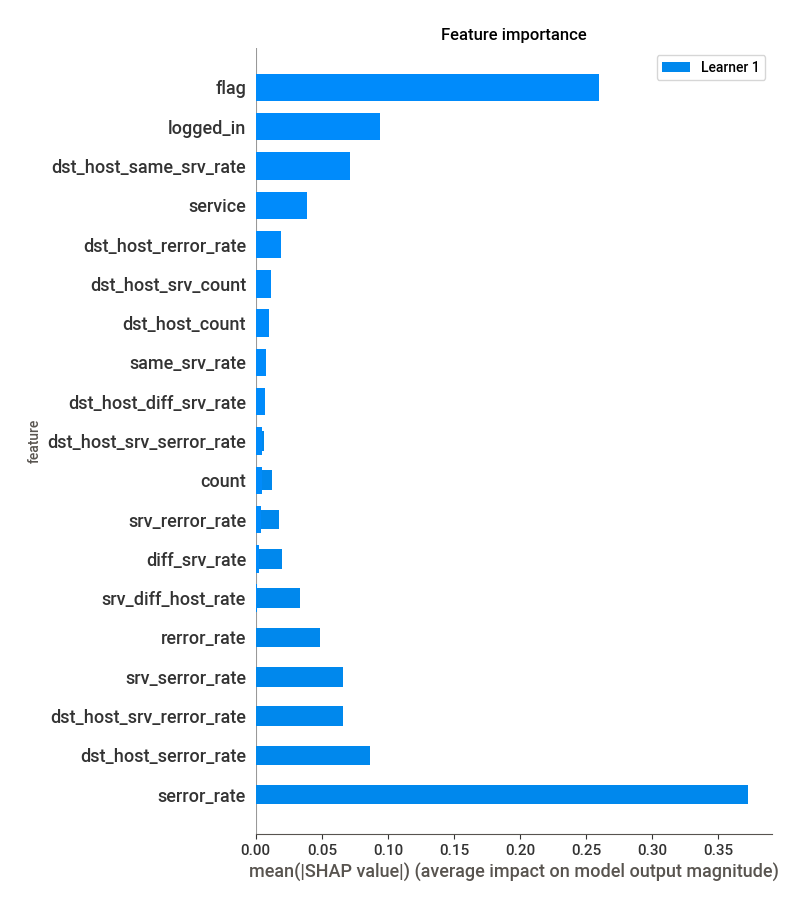 Feature importance
Learner 1
flag
logged_in
dst_host_same_srv_rate
service
dst_host_rerror_rate
dst_host_srv_count
dst_host_count
same_srv_rate
dst_host_diff_srv_rate
dst_host_srv_serror_rate
count
srv_rerror_rate
diff_srv_rate
srv_diff_host_rate
rerror_rate
srv_serror_rate
dst_host_srv_rerror_rate
dst_host_serror_rate
serror_rate
feature
0.00 0.05 0.10 0.15 0.20 0.25 0.30 0.35
mean(|SHAP value|) (average impact on model output magnitude)